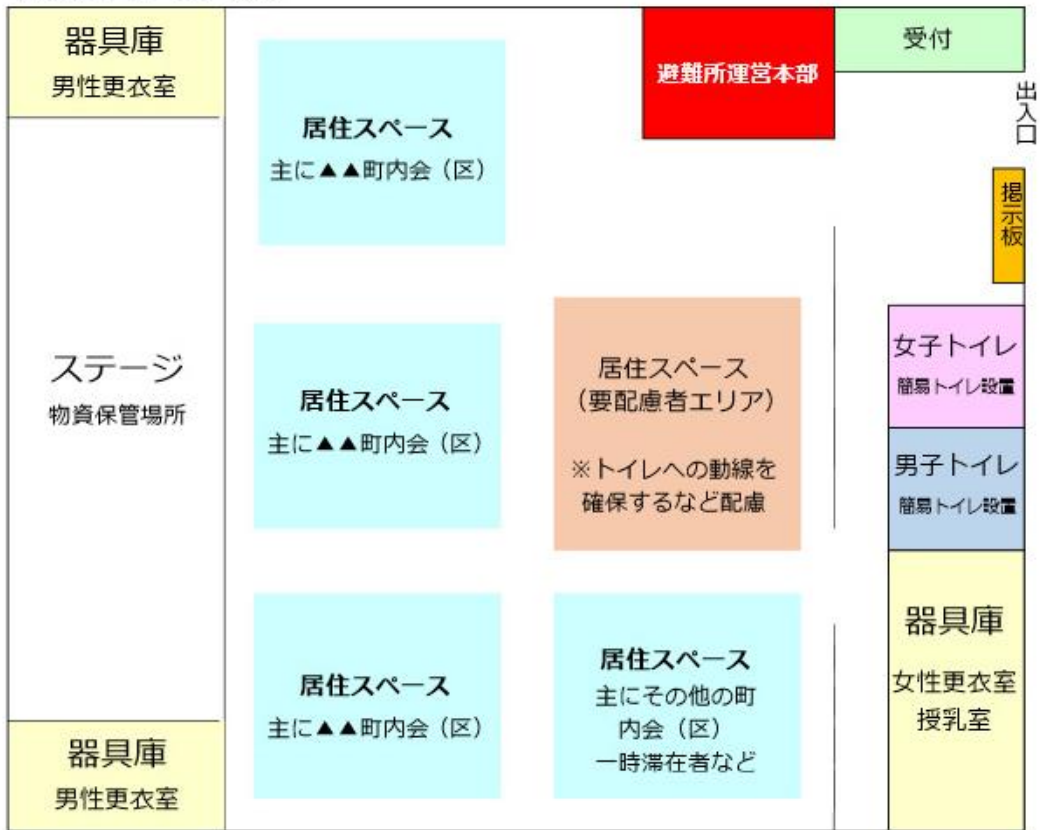 器具庫
男性更衣室
居住スペース
主に▲▲町内会（区）
避難所運営本部
受付
出入口
掲示板
ステージ
物資保管場所
居住スペース
主に▲▲町内会（区）
居住スペース
（要配慮者エリア）
※トイレへの動線を
確保するなど配慮
女子トイレ
簡易トイレ設置
男子トイレ
簡易トイレ設置
器具庫
男性更衣室
居住スペース
主に▲▲町内会（区）
居住スペース
主にその他の町
内会（区）
一時滞在者など
器具庫
女性更衣室
授乳室